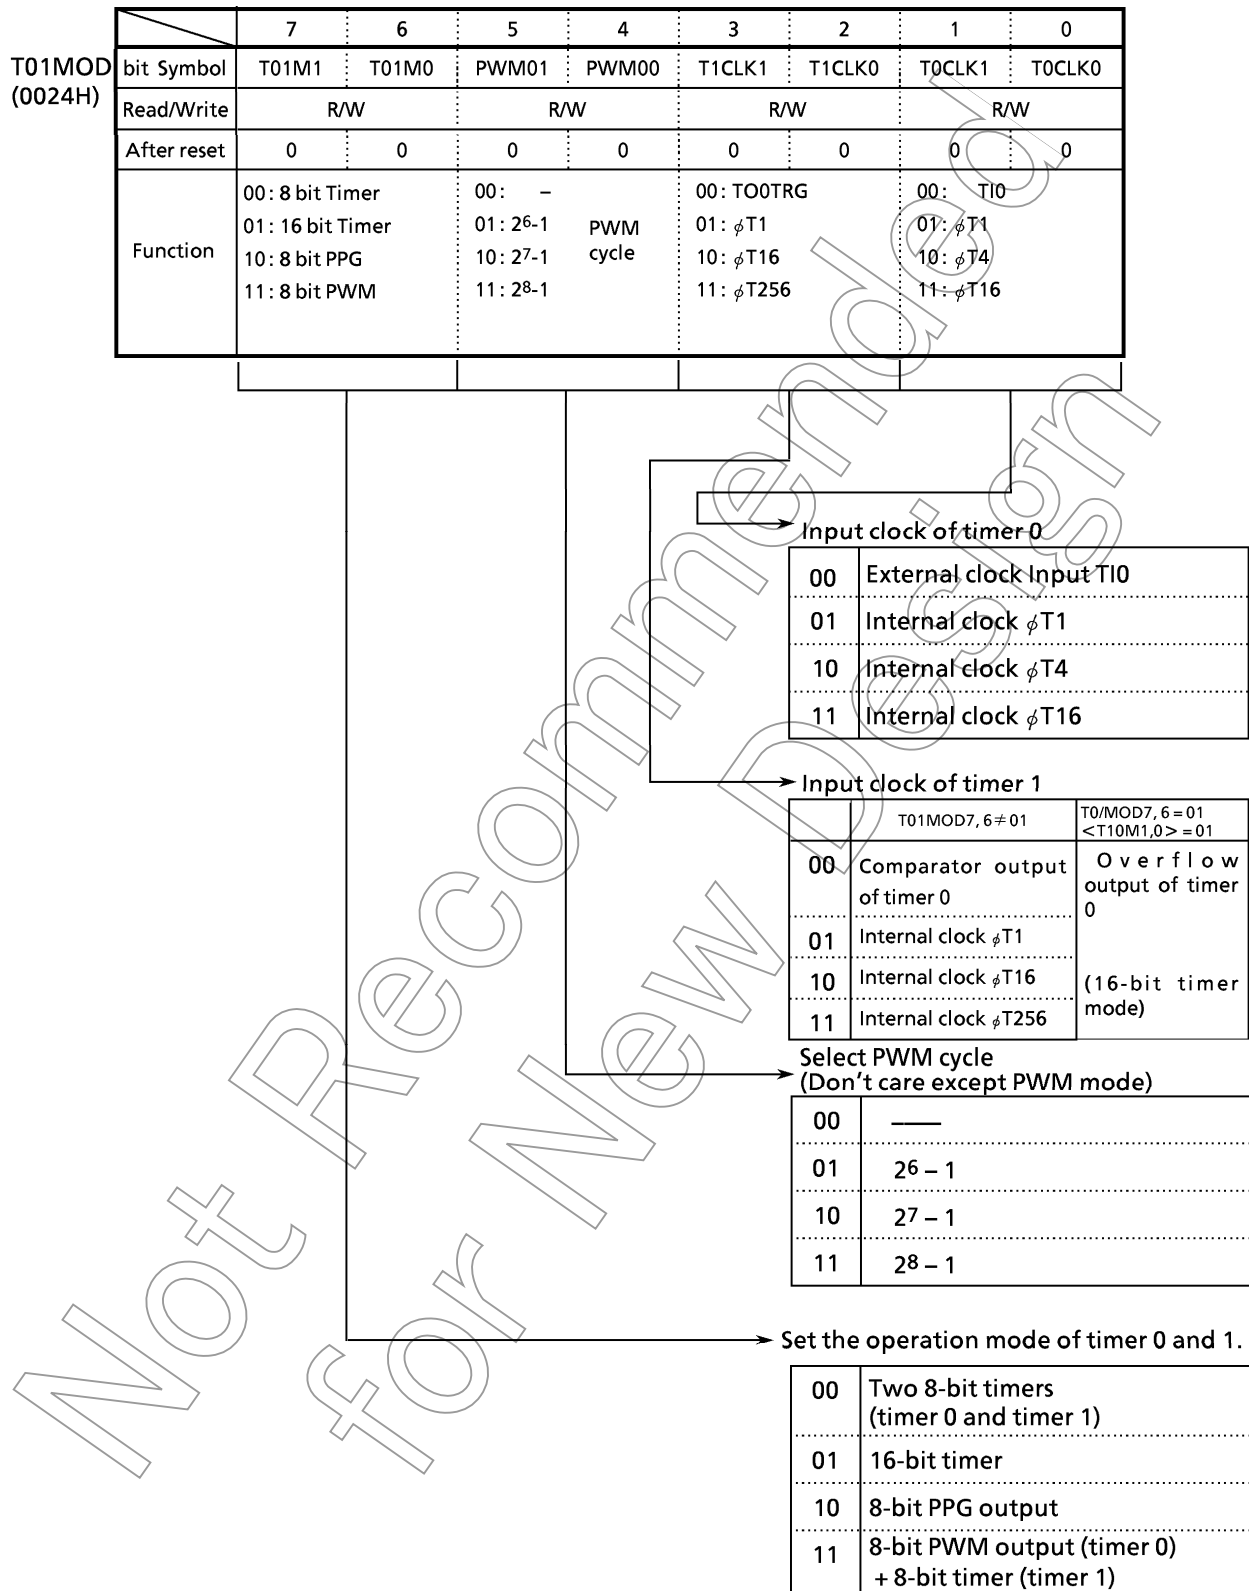 7 6 5 4 3 2 1 0
T01MOD (0024H)
bit Symbol T01M1 T01M0 PWM01 PWM00 T1CLK1 T1CLK0 T0CLK1 T0CLK0
Read/Write R/W R/W R/W R/W
After reset 0 0 0 0 0 0 0 0
Function
00 : 8 bit Timer
01 : 16 bit Timer
10 : 8 bit PPG
11 : 8 bit PWM
00 : –
01 : 2⁶-1
10 : 2⁷-1
11 : 2⁸-1
PWM
cycle
00 : TO0TRG
01 : ϕT1
10 : ϕT16
11 : ϕT256
00 : TI0
01 : ϕT1
10 : ϕT4
11 : ϕT16
Input clock of timer 0
00 External clock Input TI0
01 Internal clock ϕT1
10 Internal clock ϕT4
11 Internal clock ϕT16
Input clock of timer 1
T01MOD7, 6 ≠ 01
T0/MOD7, 6 = 01
<T10M1,0> = 01
00 Comparator output
of timer 0
01 Internal clock ϕT1
10 Internal clock ϕT16
11 Internal clock ϕT256
Overflow
output of timer
0
(16-bit timer
mode)
Select PWM cycle
(Don't care except PWM mode)
00 ——
01 2⁶ – 1
10 2⁷ – 1
11 2⁸ – 1
Set the operation mode of timer 0 and 1.
00 Two 8-bit timers
(timer 0 and timer 1)
01 16-bit timer
10 8-bit PPG output
11 8-bit PWM output (timer 0)
+ 8-bit timer (timer 1)
Not Recommended
for New Design